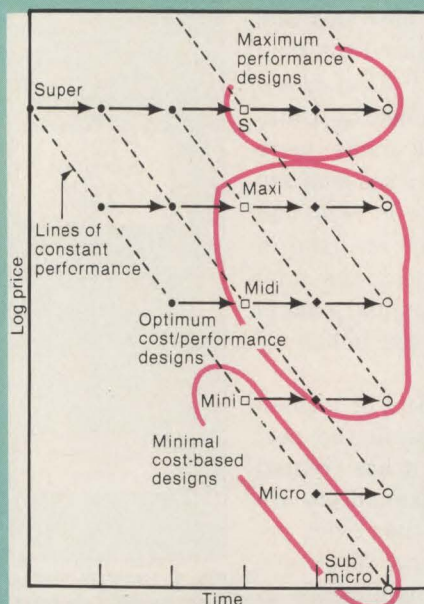 Maximum
performance
designs
Super
S
Maxi
Lines of
constant
performance
Midi
Log price
Optimum
cost/performance
designs
Mini
Minimal
cost-based
designs
Micro
Sub
micro
Time